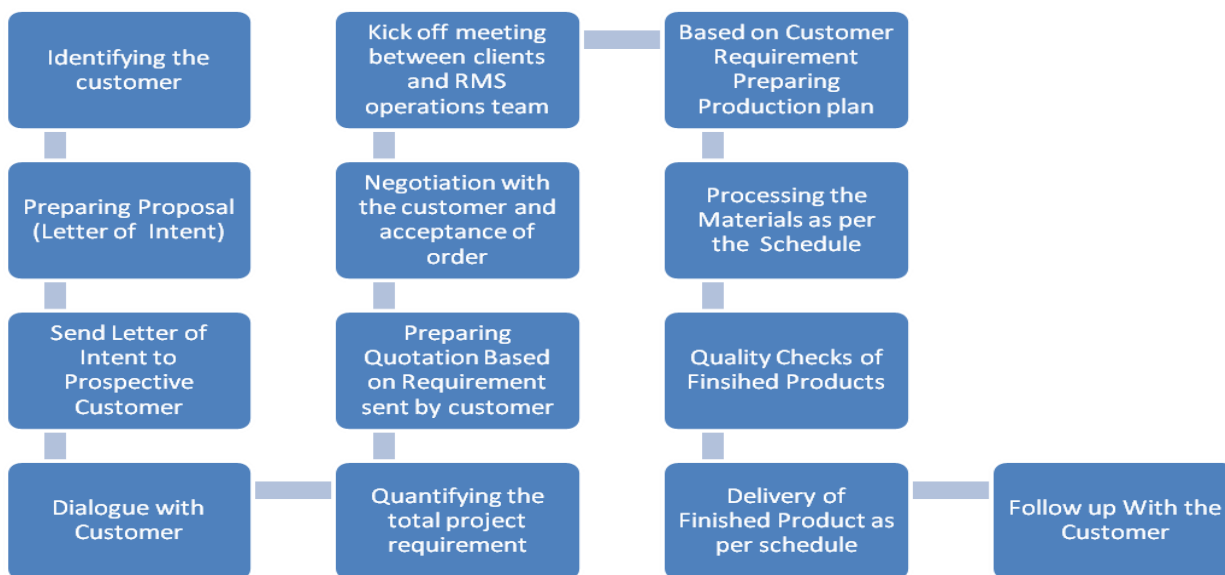 Identifying the
customer
Preparing Proposal
(Letter of Intent)
Send Letter of
Intent to
Prospective
Customer
Dialogue with
Customer
Quantifying the
total project
requirement
Preparing
Quotation Based
on Requirement
sent by customer
Negotiation with
the customer and
acceptance of
order
Kick off meeting
between clients
and RMS
operations team
Based on Customer
Requirement
Preparing
Production plan
Processing the
Materials as per
the Schedule
Quality Checks of
Finsihed Products
Delivery of
Finished Product as
per schedule
Follow up With the
Customer